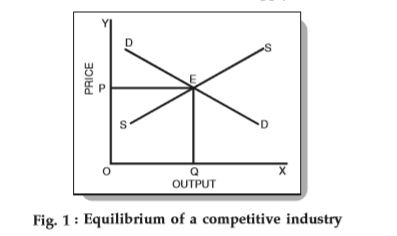 Y
D
S
PRICE
P
E
S
D
O
Q
X
OUTPUT
Fig. 1 : Equilibrium of a competitive industry